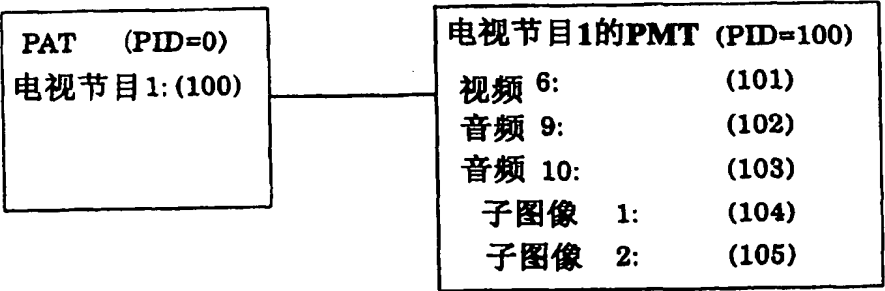 PAT (PID=0)
电视节目1:(100)
电视节目1的PMT (PID=100)
视频 6: (101)
音频 9: (102)
音频 10: (103)
子图像 1: (104)
子图像 2: (105)